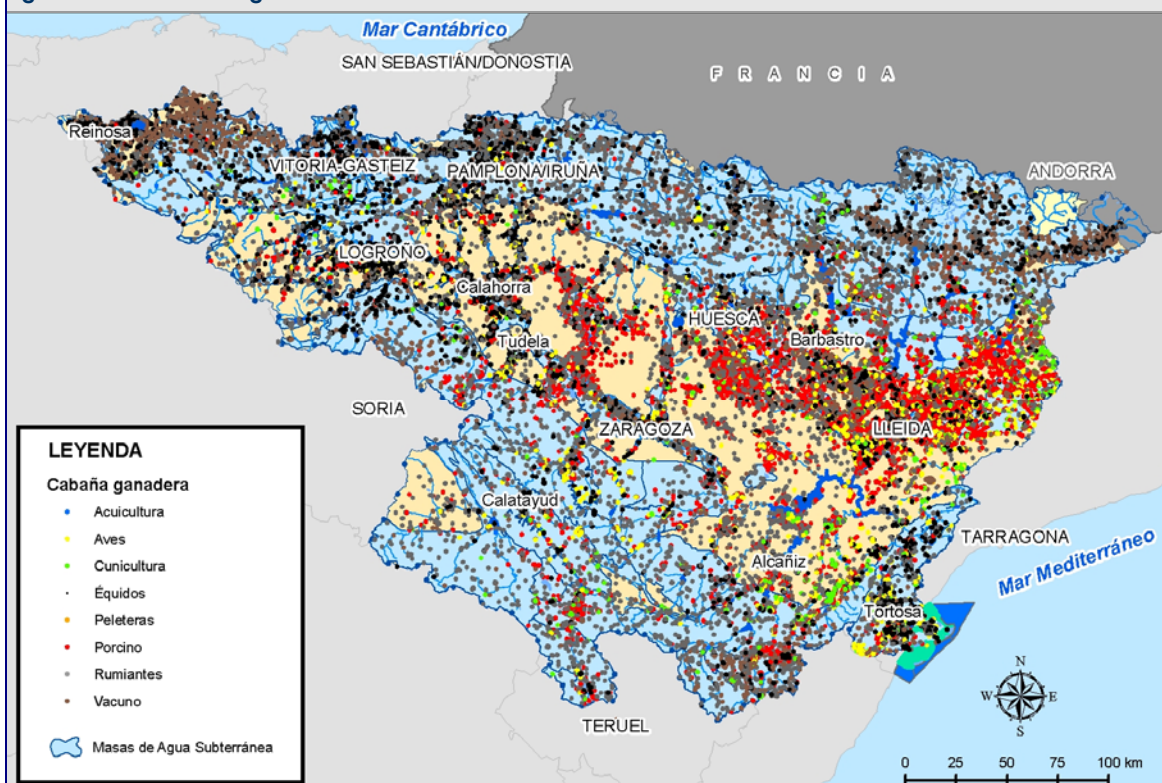 Mar Cantábrico
SAN SEBASTIÁN/DONOSTIA
F R A N C I A
Reinosa
VITORIA-GASTEIZ
PAMPLONA/IRUÑA
ANDORRA
LOGROÑO
Calahorra
HUESCA
Barbastro
Tudela
SORIA
ZARAGOZA
LLEIDA
Calatayud
TARRAGONA
Mar Mediterráneo
Alcañiz
Tortosa
TERUEL
LEYENDA
Cabaña ganadera
Acuicultura
Aves
Cunicultura
Équidos
Peleteras
Porcino
Rumiantes
Vacuno
Masas de Agua Subterránea
N
W E
S
0 25 50 75 100 km